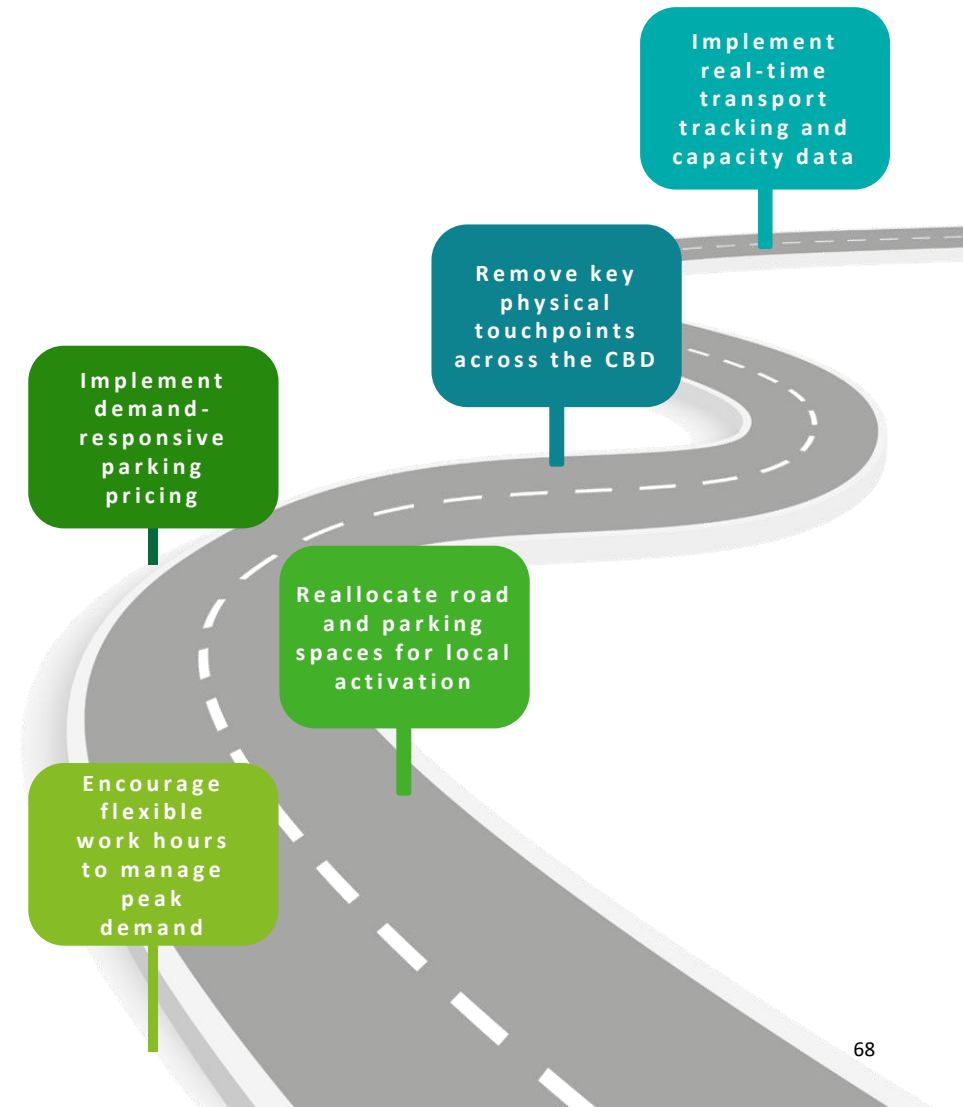 Implement
real-time
transport
tracking and
capacity data
Remove key
physical
touchpoints
across the CBD
Implement
demand-
responsive
parking
pricing
Reallocate road
and parking
spaces for local
activation
Encourage
flexible
work hours
to manage
peak
demand
68